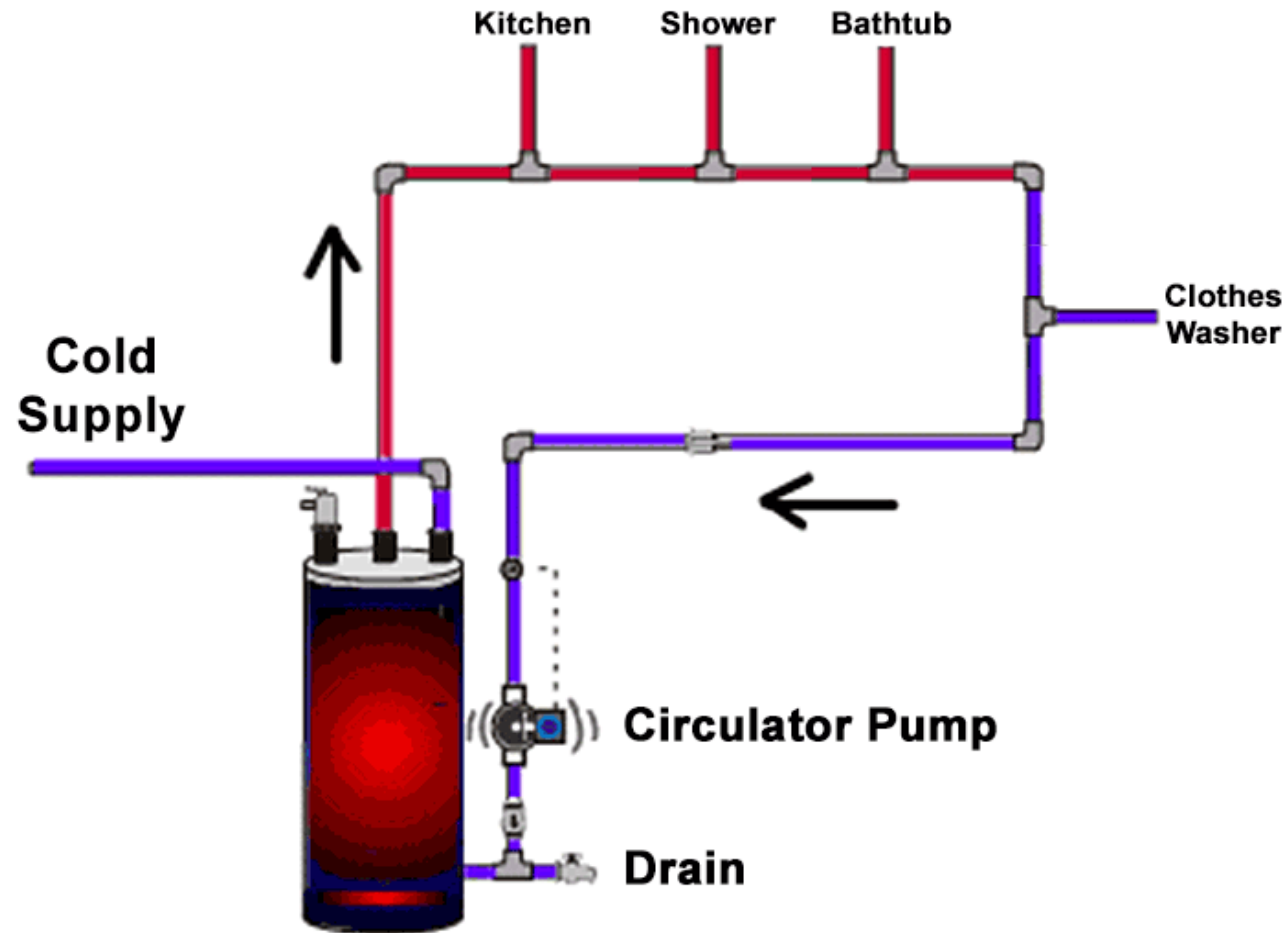 Kitchen
Shower
Bathtub
Clothes
Washer
Cold
Supply
Circulator Pump
Drain